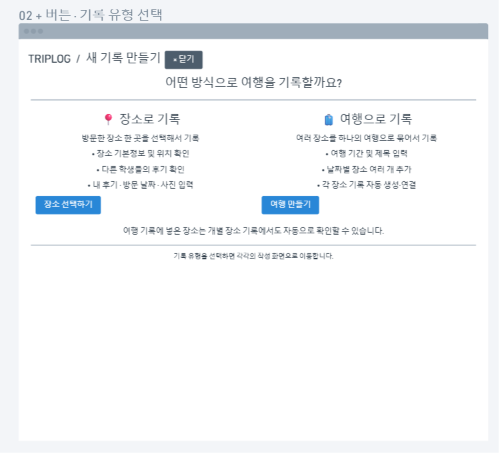 02 + 버튼 · 기록 유형 선택
TRIPLOG / 새 기록 만들기 × 닫기
어떤 방식으로 여행을 기록할까요?
장소로 기록
방문한 장소 한 곳을 선택해서 기록
• 장소 기본정보 및 위치 확인
• 다른 학생들의 후기 확인
• 내 후기 · 방문 날짜 · 사진 입력
장소 선택하기
여행으로 기록
여러 장소를 하나의 여행으로 묶어서 기록
• 여행 기간 및 제목 입력
• 날짜별 장소 여러 개 추가
• 각 장소 기록 자동 생성·연결
여행 만들기
여행 기록에 넣은 장소는 개별 장소 기록에서도 자동으로 확인할 수 있습니다.
기록 유형을 선택하면 각각의 작성 화면으로 이동합니다.